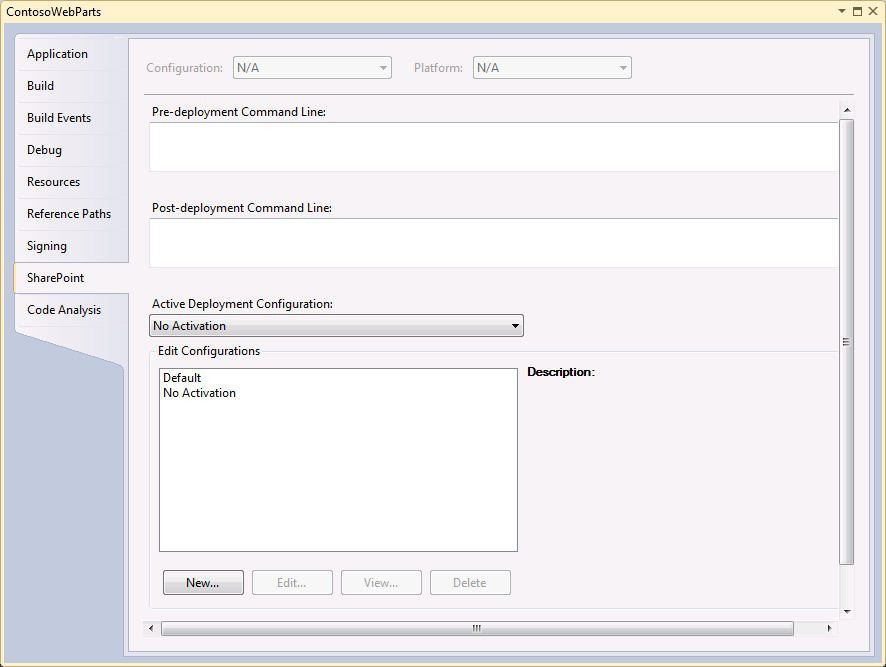 ContosoWebParts
Application
Build
Build Events
Debug
Resources
Reference Paths
Signing
SharePoint
Code Analysis
Configuration: N/A Platform: N/A
Pre-deployment Command Line:
Post-deployment Command Line:
Active Deployment Configuration:
No Activation
Edit Configurations
Default
No Activation
Description:
New... Edit... View... Delete